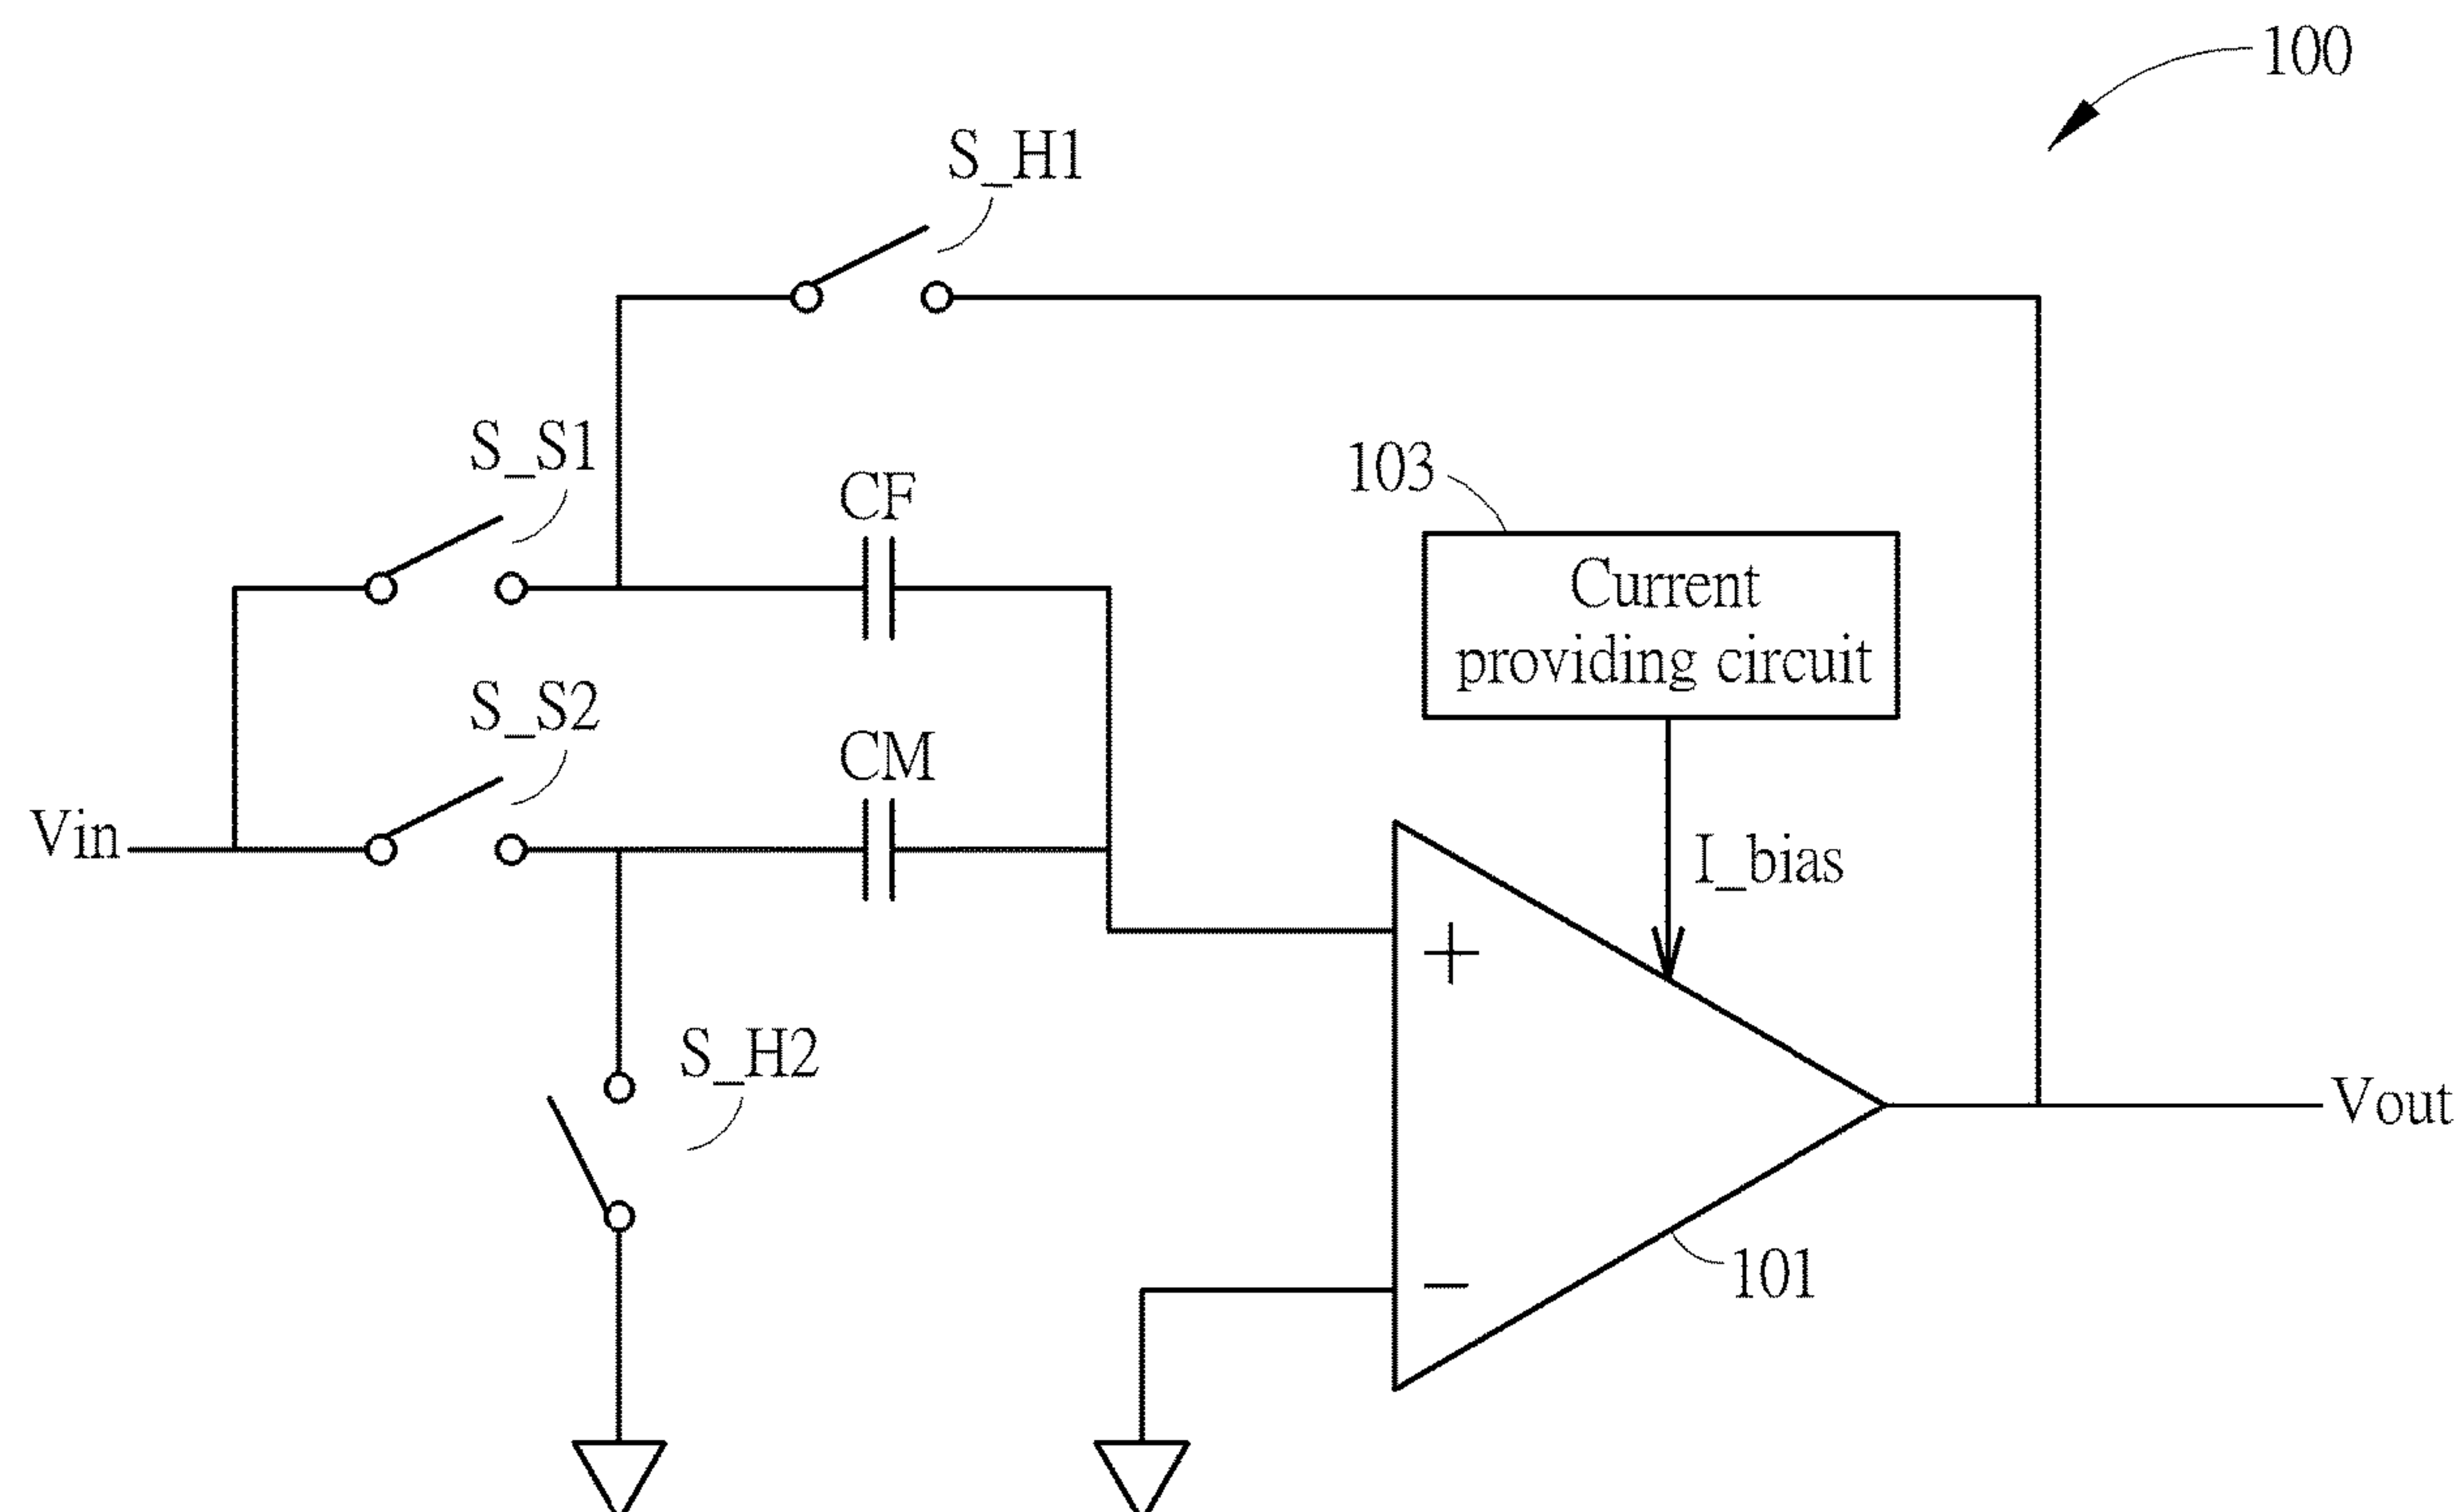 100
S_H1
S_S1
CF
103
Current
providing circuit
S_S2
CM
Vin
I_bias
+
S_H2
Vout
−
101